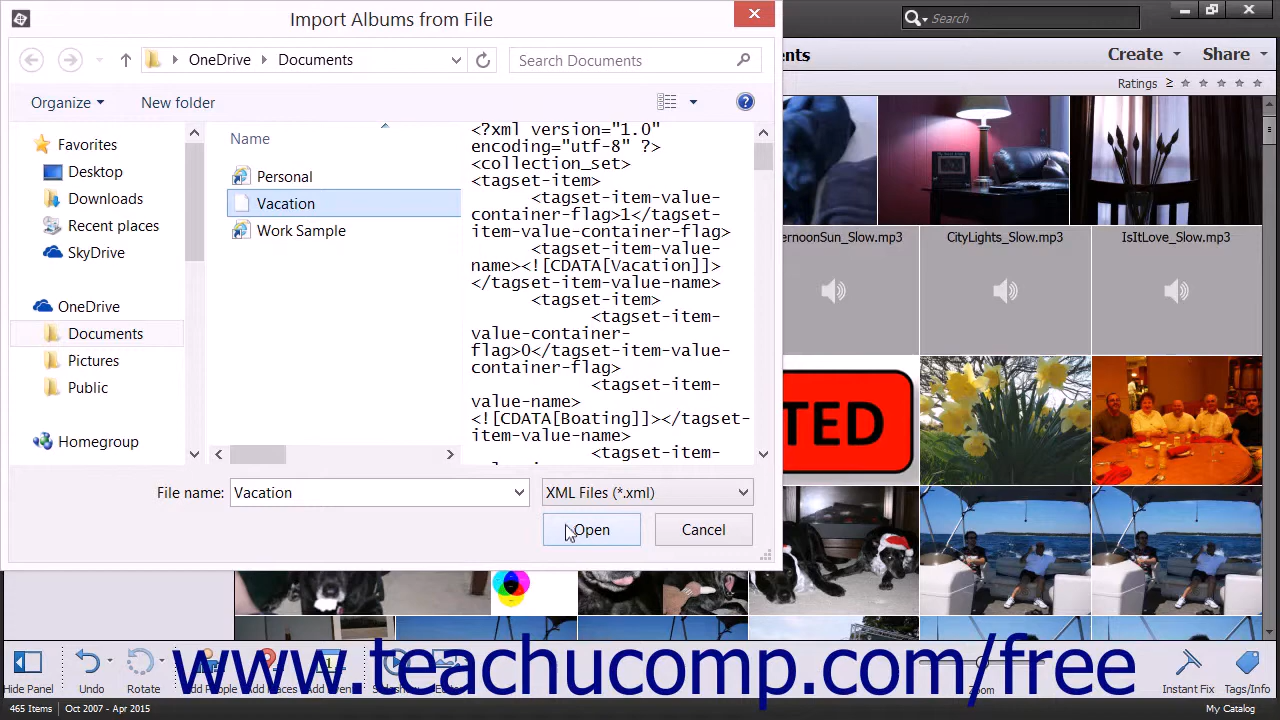 Import Albums from File
Search
OneDrive
Documents
Search Documents
ents
Create
Share
Organize
New folder
Ratings ≥
Favorites
Desktop
Downloads
Recent places
SkyDrive
OneDrive
Documents
Pictures
Public
Homegroup
Name
Personal
Vacation
Work Sample
<?xml version="1.0"
encoding="utf-8" ?>
<collection_set>
<tagset-item>
<tagset-item-value-
container-flag>1</tagset-
item-value-container-flag>
<tagset-item-value-
name><![CDATA[Vacation]]>
</tagset-item-value-name>
<tagset-item>
<tagset-item-
value-container-
flag>0</tagset-item-value-
container-flag>
<tagset-item-
value-name>
<![CDATA[Boating]]></tagset-
item-value-name>
<tagset-item-
ernoonSun_Slow.mp3
CityLights_Slow.mp3
IsItLove_Slow.mp3
TED
File name:
Vacation
XML Files (*.xml)
Open
Cancel
www.teachucomp.com/free
Hide Panel
Undo
Rotate
Zoom
Instant Fix
Tags/Info
465 Items
Oct 2007 - Apr 2015
My Catalog